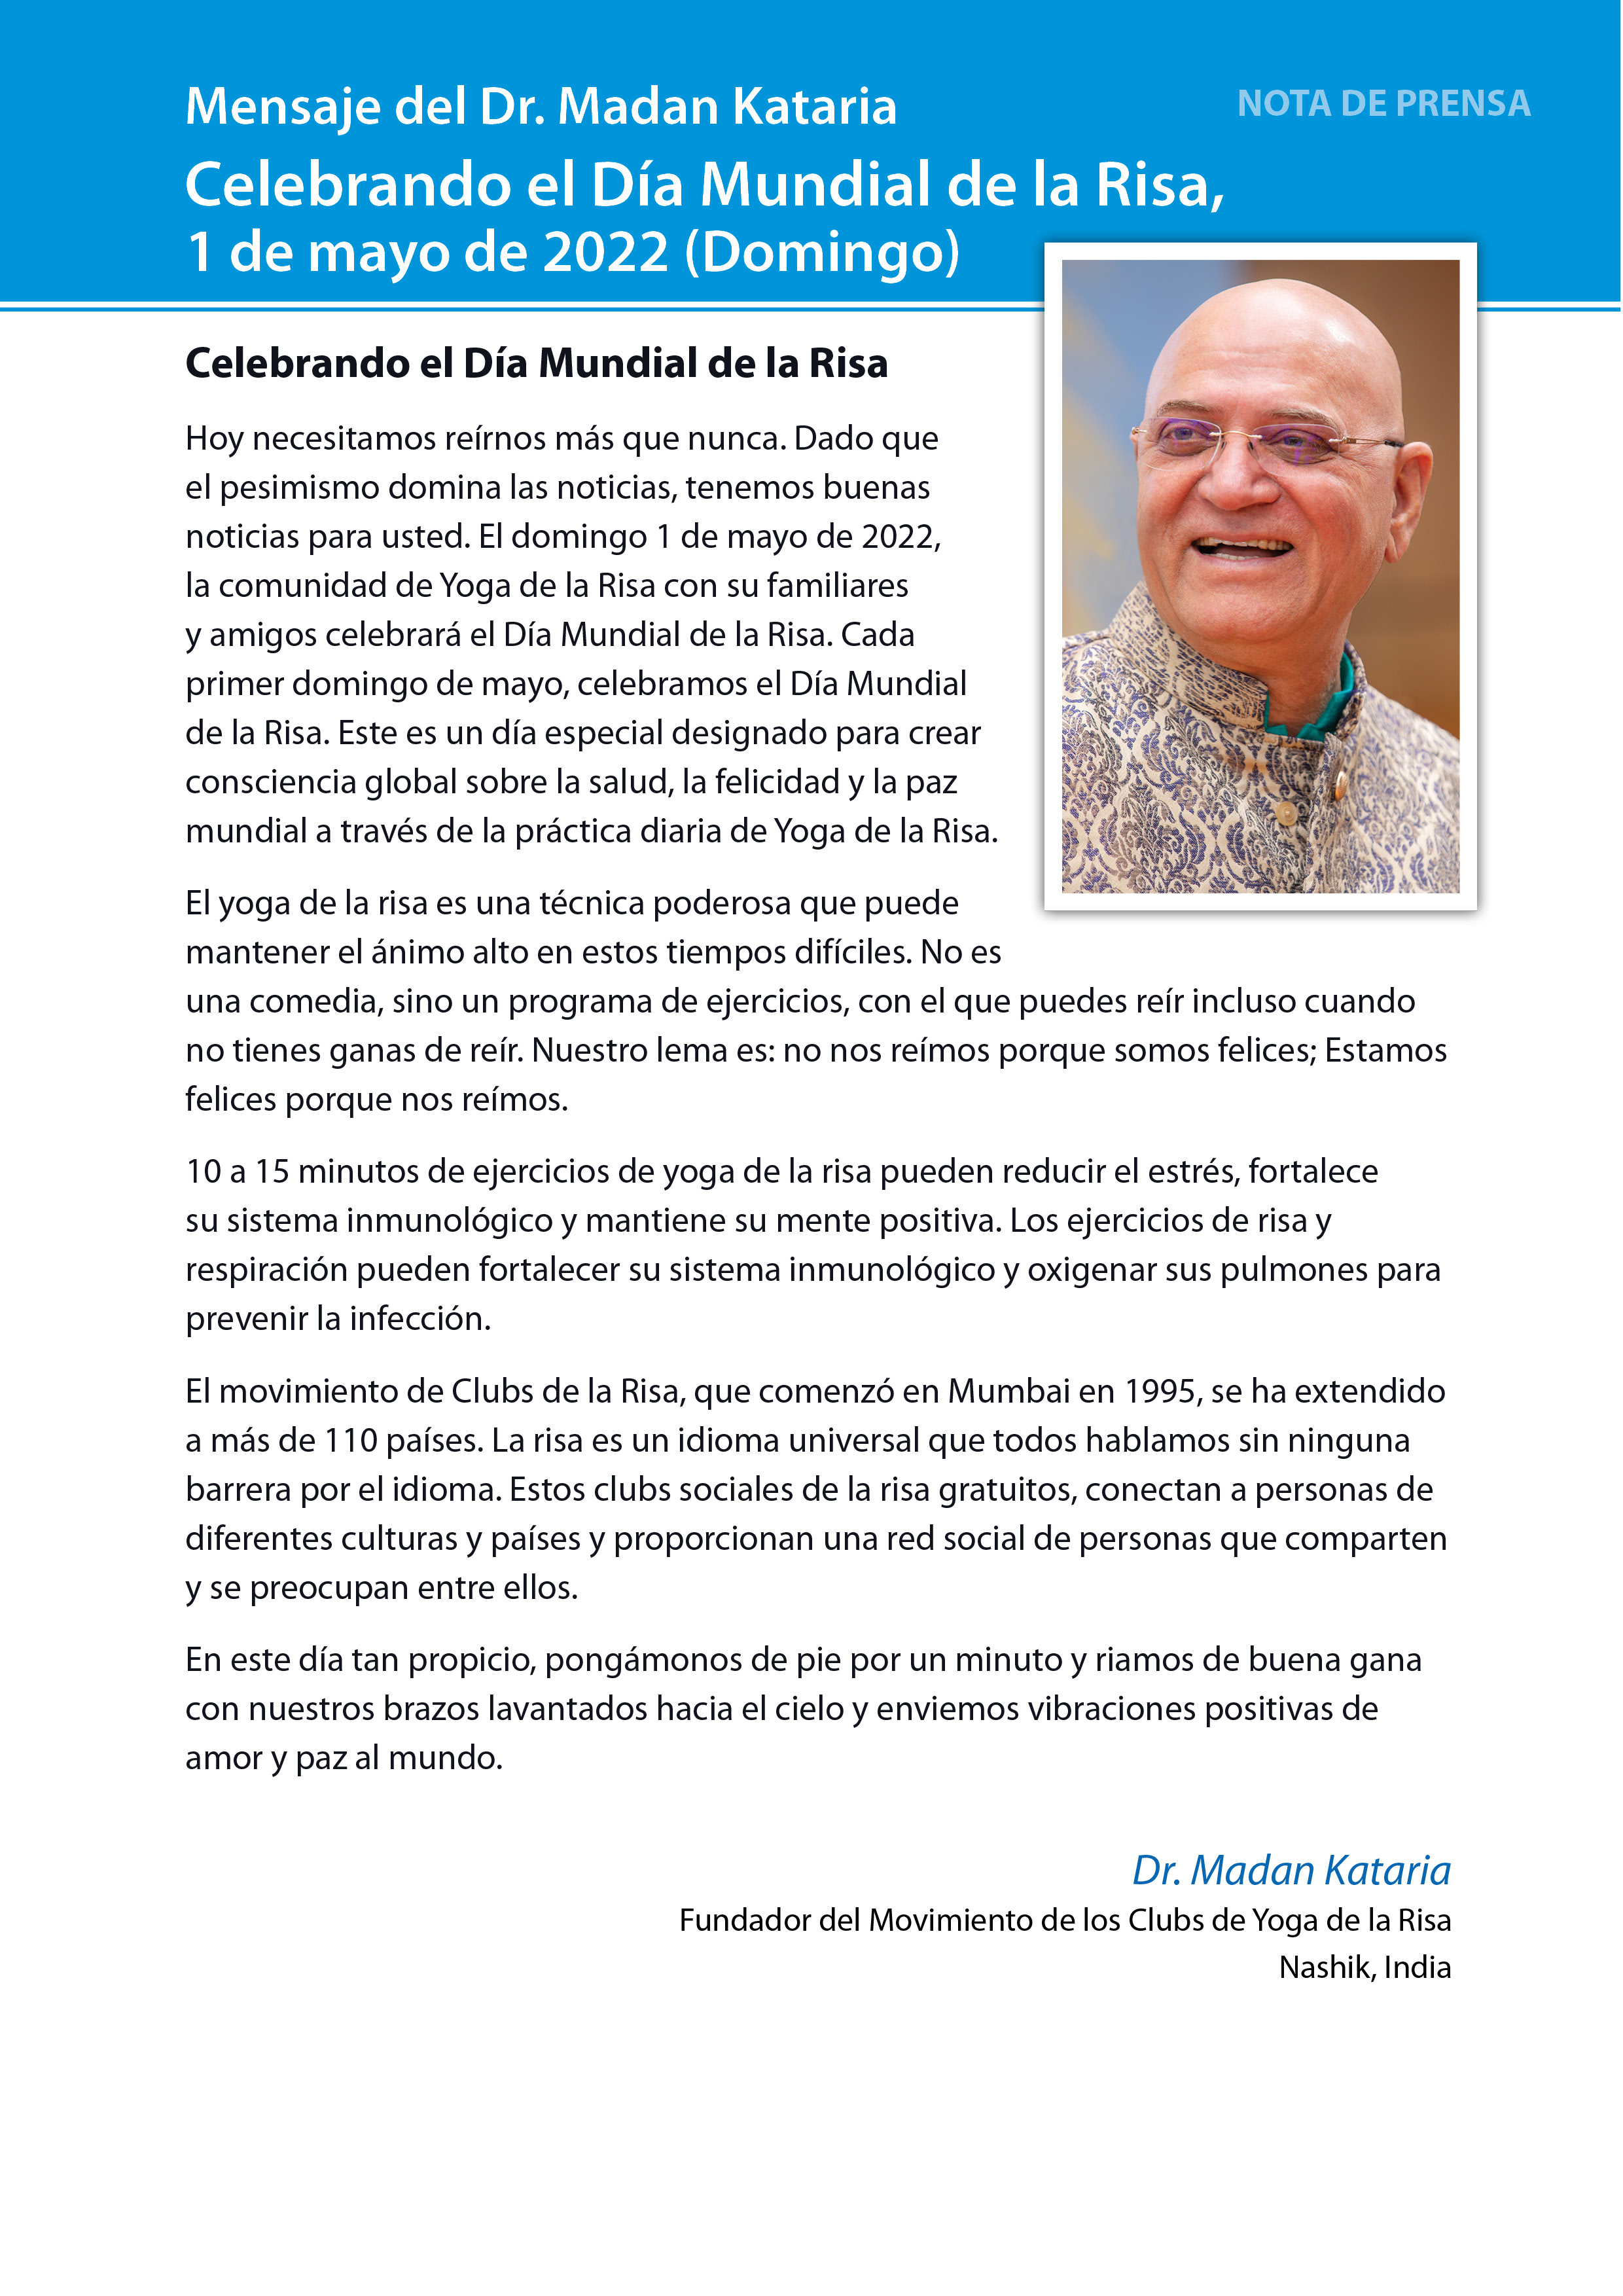 Mensaje del Dr. Madan Kataria
NOTA DE PRENSA
Celebrando el Día Mundial de la Risa,
1 de mayo de 2022 (Domingo)
Celebrando el Día Mundial de la Risa
Hoy necesitamos reírnos más que nunca. Dado que
el pesimismo domina las noticias, tenemos buenas
noticias para usted. El domingo 1 de mayo de 2022,
la comunidad de Yoga de la Risa con su familiares
y amigos celebrará el Día Mundial de la Risa. Cada
primer domingo de mayo, celebramos el Día Mundial
de la Risa. Este es un día especial designado para crear
consciencia global sobre la salud, la felicidad y la paz
mundial a través de la práctica diaria de Yoga de la Risa.
El yoga de la risa es una técnica poderosa que puede
mantener el ánimo alto en estos tiempos difíciles. No es
una comedia, sino un programa de ejercicios, con el que puedes reír incluso cuando
no tienes ganas de reír. Nuestro lema es: no nos reímos porque somos felices; Estamos
felices porque nos reímos.
10 a 15 minutos de ejercicios de yoga de la risa pueden reducir el estrés, fortalece
su sistema inmunológico y mantiene su mente positiva. Los ejercicios de risa y
respiración pueden fortalecer su sistema inmunológico y oxigenar sus pulmones para
prevenir la infección.
El movimiento de Clubs de la Risa, que comenzó en Mumbai en 1995, se ha extendido
a más de 110 países. La risa es un idioma universal que todos hablamos sin ninguna
barrera por el idioma. Estos clubs sociales de la risa gratuitos, conectan a personas de
diferentes culturas y países y proporcionan una red social de personas que comparten
y se preocupan entre ellos.
En este día tan propicio, pongámonos de pie por un minuto y riamos de buena gana
con nuestros brazos lavantados hacia el cielo y enviemos vibraciones positivas de
amor y paz al mundo.
Dr. Madan Kataria
Fundador del Movimiento de los Clubs de Yoga de la Risa
Nashik, India